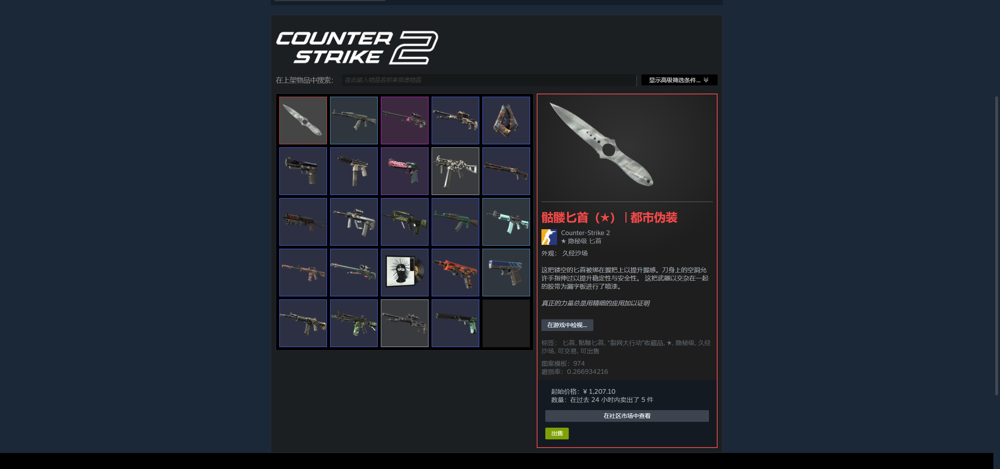 COUNTER
STRIKE 2
在上架物品中搜索：
在此输入物品名称来筛选物品
显示高级筛选条件...
骷髅匕首（★） | 都市伪装
Counter-Strike 2
★ 隐秘级 匕首
外观： 久经沙场
这把镂空的匕首被绑在握把上以提升握感。刀身上的空洞允
许手指伸过以提升稳定性与安全性。 这把武器以交杂在一起
的胶带为漏字板进行了喷漆。
真正的力量总是用精细的应用加以证明
在游戏中检视...
标签： 匕首, 骷髅匕首, “裂网大行动”收藏品, ★, 隐秘级, 久经
沙场, 可交易, 可出售
图案模板：974
磨损率：0.266934216
起始价格：¥ 1,207.10
数量：在过去 24 小时内卖出了 5 件
在社区市场中查看
出售